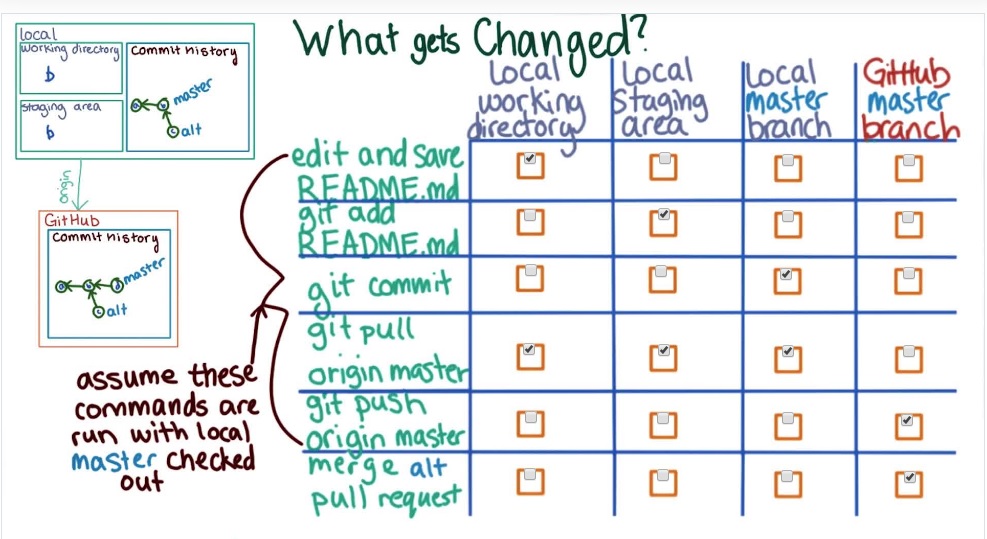 What gets Changed?
local
working directory
b
staging area
b
Commit History
master
alt
origin
GitHub
Commit History
master
alt
assume these
commands are
run with local
master checked
out
local
working
directory
Local
Staging
area
Local
master
branch
GitHub
master
branch
edit and save
README.md
git add
README.md
git commit
git pull
origin master
git push
origin master
merge alt
pull request